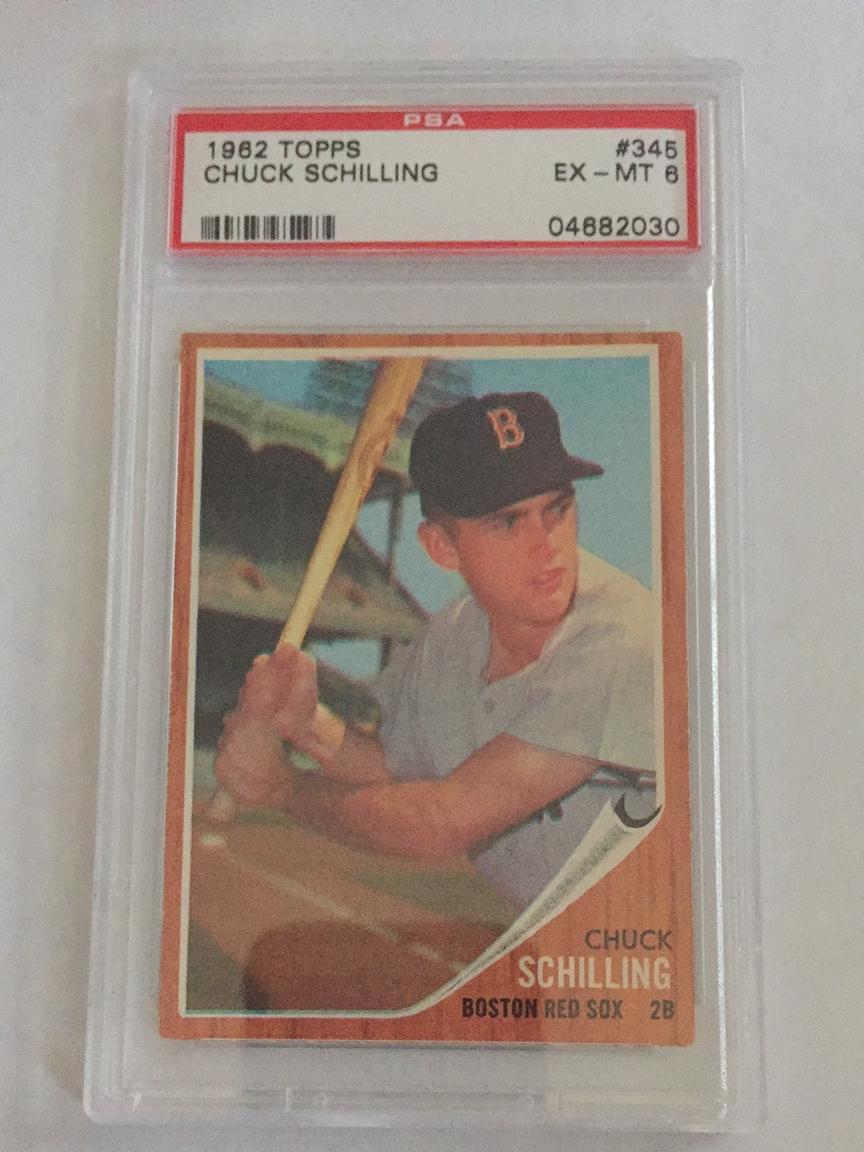 PSA
1962 TOPPS #345
CHUCK SCHILLING EX-MT 6
04682030
B
CHUCK
SCHILLING
BOSTON RED SOX 2B